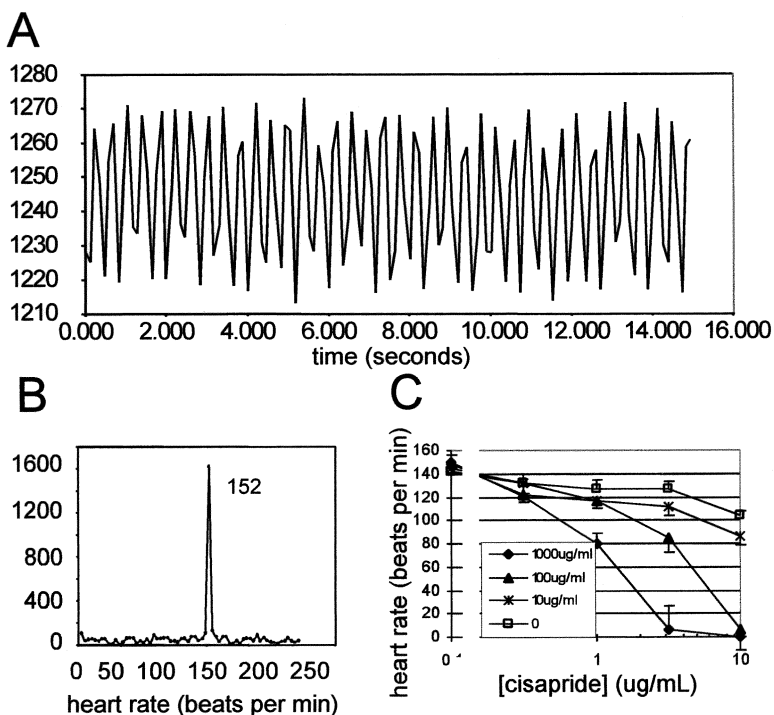 A
1280
1270
1260
1250
1240
1230
1220
1210
0.000 2.000 4.000 6.000 8.000 10.000 12.000 14.000 16.000
time (seconds)
B
1600
1200
800
400
0
152
0 50 100 150 200 250
heart rate (beats per min)
C
heart rate (beats per min)
160
140
120
100
80
60
40
20
0
1000ug/ml
100ug/ml
10ug/ml
0
1 10
[cisapride] (ug/mL)